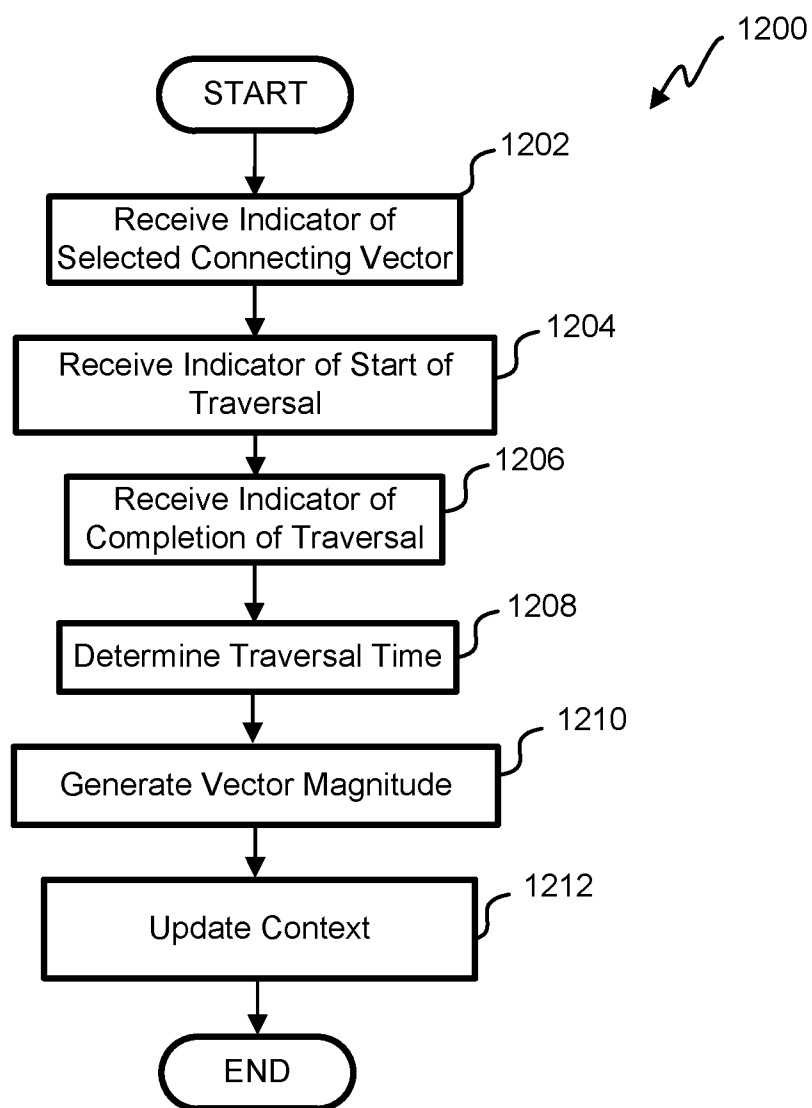 1200
START
1202
Receive Indicator of
Selected Connecting Vector
1204
Receive Indicator of Start of
Traversal
1206
Receive Indicator of
Completion of Traversal
1208
Determine Traversal Time
1210
Generate Vector Magnitude
1212
Update Context
END